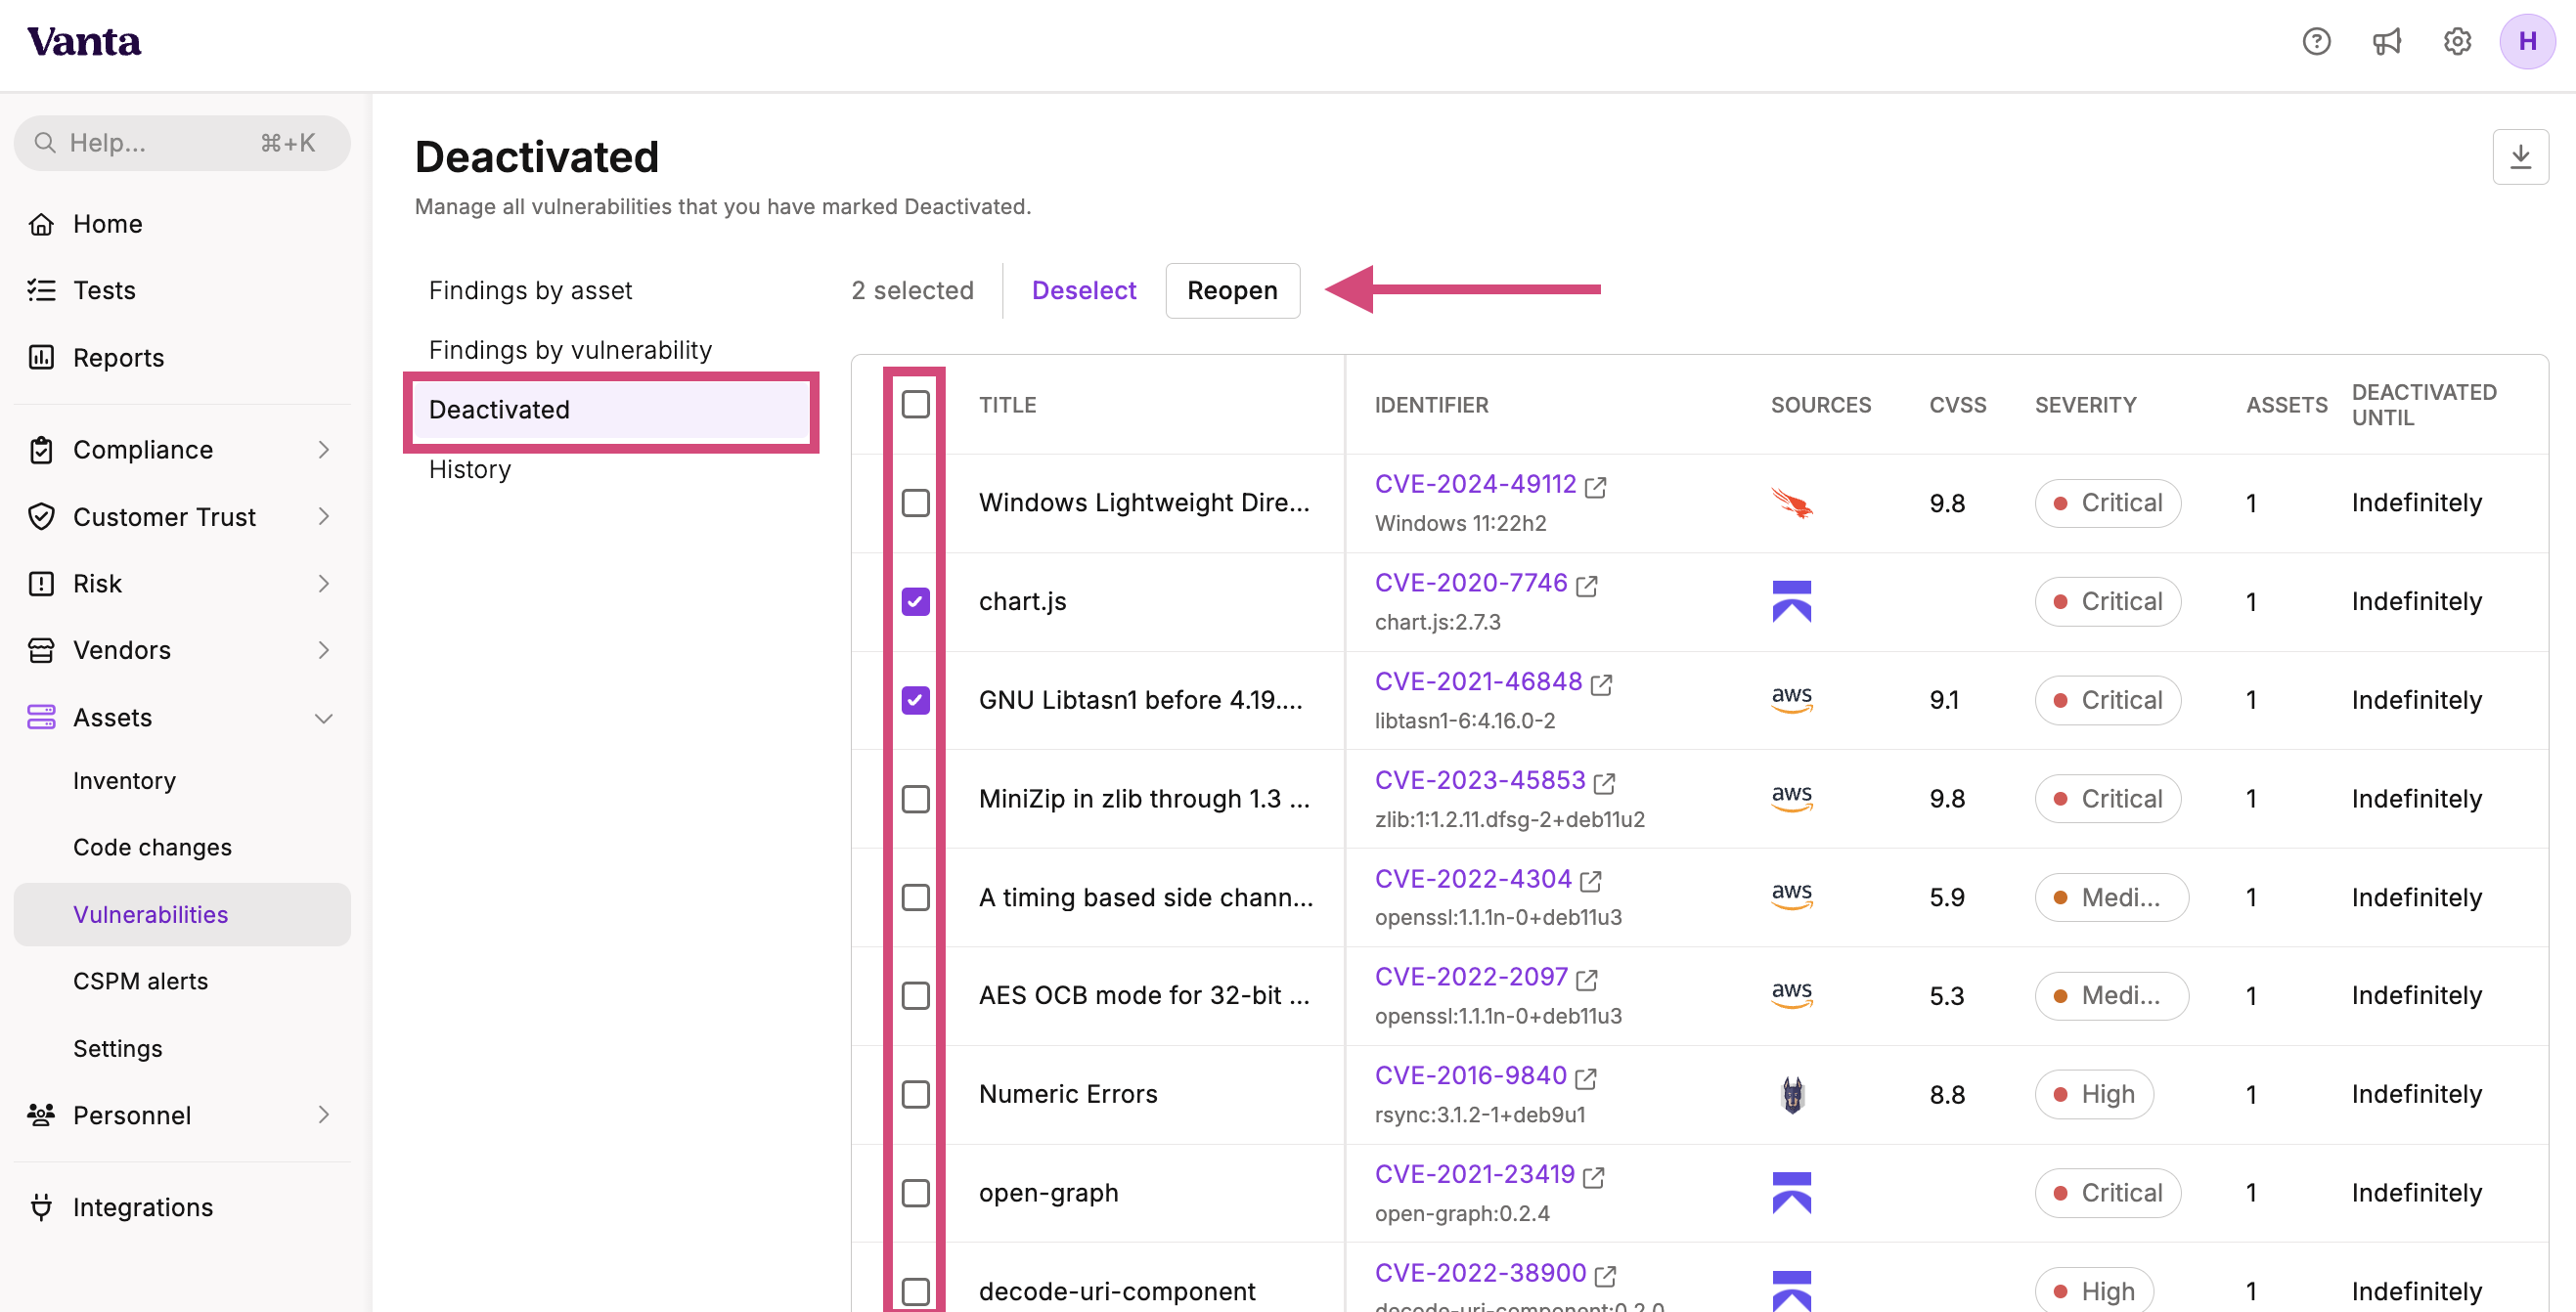 Vanta
H
Help...
⌘+K
Home
Tests
Reports
Compliance
Customer Trust
Risk
Vendors
Assets
Inventory
Code changes
Vulnerabilities
CSPM alerts
Settings
Personnel
Integrations
Deactivated
Manage all vulnerabilities that you have marked Deactivated.
Findings by asset
Findings by vulnerability
Deactivated
History
2 selected
Deselect
Reopen
TITLE IDENTIFIER SOURCES CVSS SEVERITY ASSETS DEACTIVATED UNTIL
Windows Lightweight Dire... CVE-2024-49112 9.8 Critical 1 Indefinitely
Windows 11:22h2
chart.js CVE-2020-7746 Critical 1 Indefinitely
chart.js:2.7.3
GNU Libtasn1 before 4.19.... CVE-2021-46848 aws 9.1 Critical 1 Indefinitely
libtasn1-6:4.16.0-2
MiniZip in zlib through 1.3 ... CVE-2023-45853 aws 9.8 Critical 1 Indefinitely
zlib:1:1.2.11.dfsg-2+deb11u2
A timing based side chann... CVE-2022-4304 aws 5.9 Medi... 1 Indefinitely
openssl:1.1.1n-0+deb11u3
AES OCB mode for 32-bit ... CVE-2022-2097 aws 5.3 Medi... 1 Indefinitely
openssl:1.1.1n-0+deb11u3
Numeric Errors CVE-2016-9840 8.8 High 1 Indefinitely
rsync:3.1.2-1+deb9u1
open-graph CVE-2021-23419 Critical 1 Indefinitely
open-graph:0.2.4
decode-uri-component CVE-2022-38900 High 1 Indefinitely
decode-uri-component:0.2.0